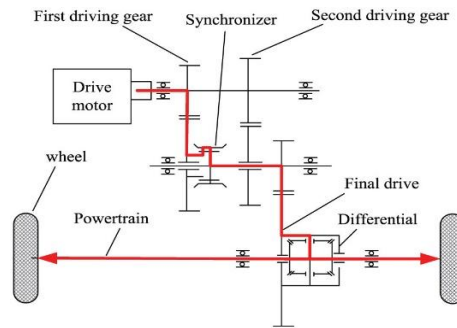 First driving gear
Synchronizer
Second driving gear
Drive
motor
wheel
Powertrain
Final drive
Differential